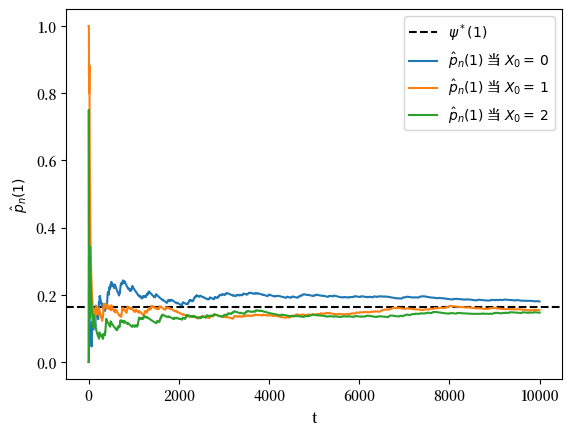 1.0
0.8
0.6
0.4
0.2
0.0
p̂ₙ(1)
ψ*(1)
p̂ₙ(1) 当 X₀ = 0
p̂ₙ(1) 当 X₀ = 1
p̂ₙ(1) 当 X₀ = 2
0 2000 4000 6000 8000 10000
t